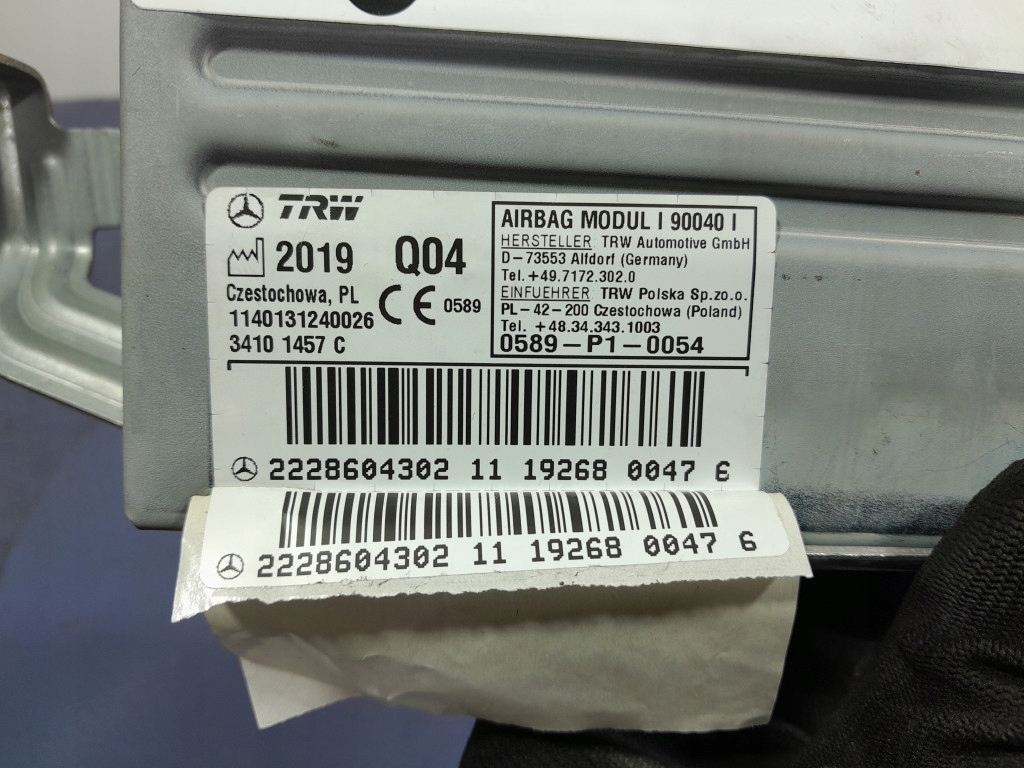 TRW
2019 Q04
Czestochowa, PL
1140131240026
CE 0589
3410 1457 C
AIRBAG MODUL I 90040 I
HERSTELLER TRW Automotive GmbH
D-73553 Alfdorf (Germany)
Tel.+49.7172.302.0
EINFUEHRER TRW Polska Sp.zo.o.
PL-42-200 Czestochowa (Poland)
Tel. +48.34.343.1003
0589-P1-0054
2228604302 11 19268 0047 6
2228604302 11 19268 0047 6